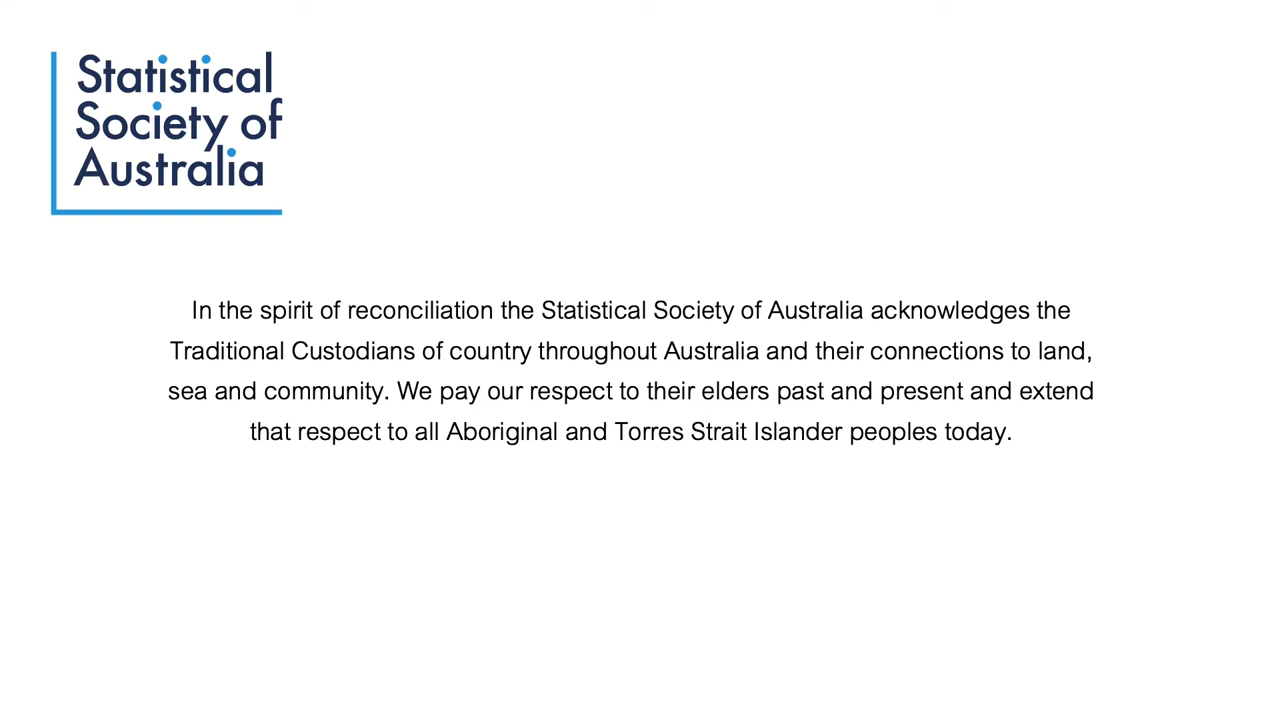 Statistical
Society of
Australia
In the spirit of reconciliation the Statistical Society of Australia acknowledges the
Traditional Custodians of country throughout Australia and their connections to land,
sea and community. We pay our respect to their elders past and present and extend
that respect to all Aboriginal and Torres Strait Islander peoples today.